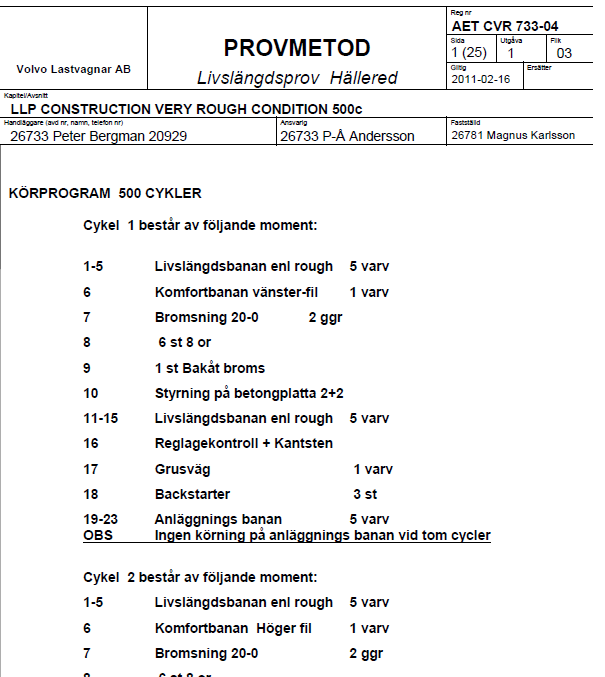 Reg.nr
AET CVR 733-04
Volvo Lastvagnar AB
PROVMETOD
Livslängdsprov Hällered
Sida
1 (25)
Utgåva
1
Flik
03
Giltig
2011-02-16
Ersätter
Kapitel/Avsnitt
LLP CONSTRUCTION VERY ROUGH CONDITION 500c
Handläggare (avd nr, namn, telefon nr)
26733 Peter Bergman 20929
Ansvarig
26733 P-Å Andersson
Fastställd
26781 Magnus Karlsson
KÖRPROGRAM 500 CYKLER
Cykel 1 består av följande moment:
1-5 Livslängdsbanan enl rough 5 varv
6 Komfortbanan vänster-fil 1 varv
7 Bromsning 20-0 2 ggr
8 6 st 8 or
9 1 st Bakåt broms
10 Styrning på betongplatta 2+2
11-15 Livslängdsbanan enl rough 5 varv
16 Reglagekontroll + Kantsten
17 Grusväg 1 varv
18 Backstarter 3 st
19-23 Anläggnings banan 5 varv
OBS Ingen körning på anläggnings banan vid tom cycler
Cykel 2 består av följande moment:
1-5 Livslängdsbanan enl rough 5 varv
6 Komfortbanan Höger fil 1 varv
7 Bromsning 20-0 2 ggr
8 6 st 8 or